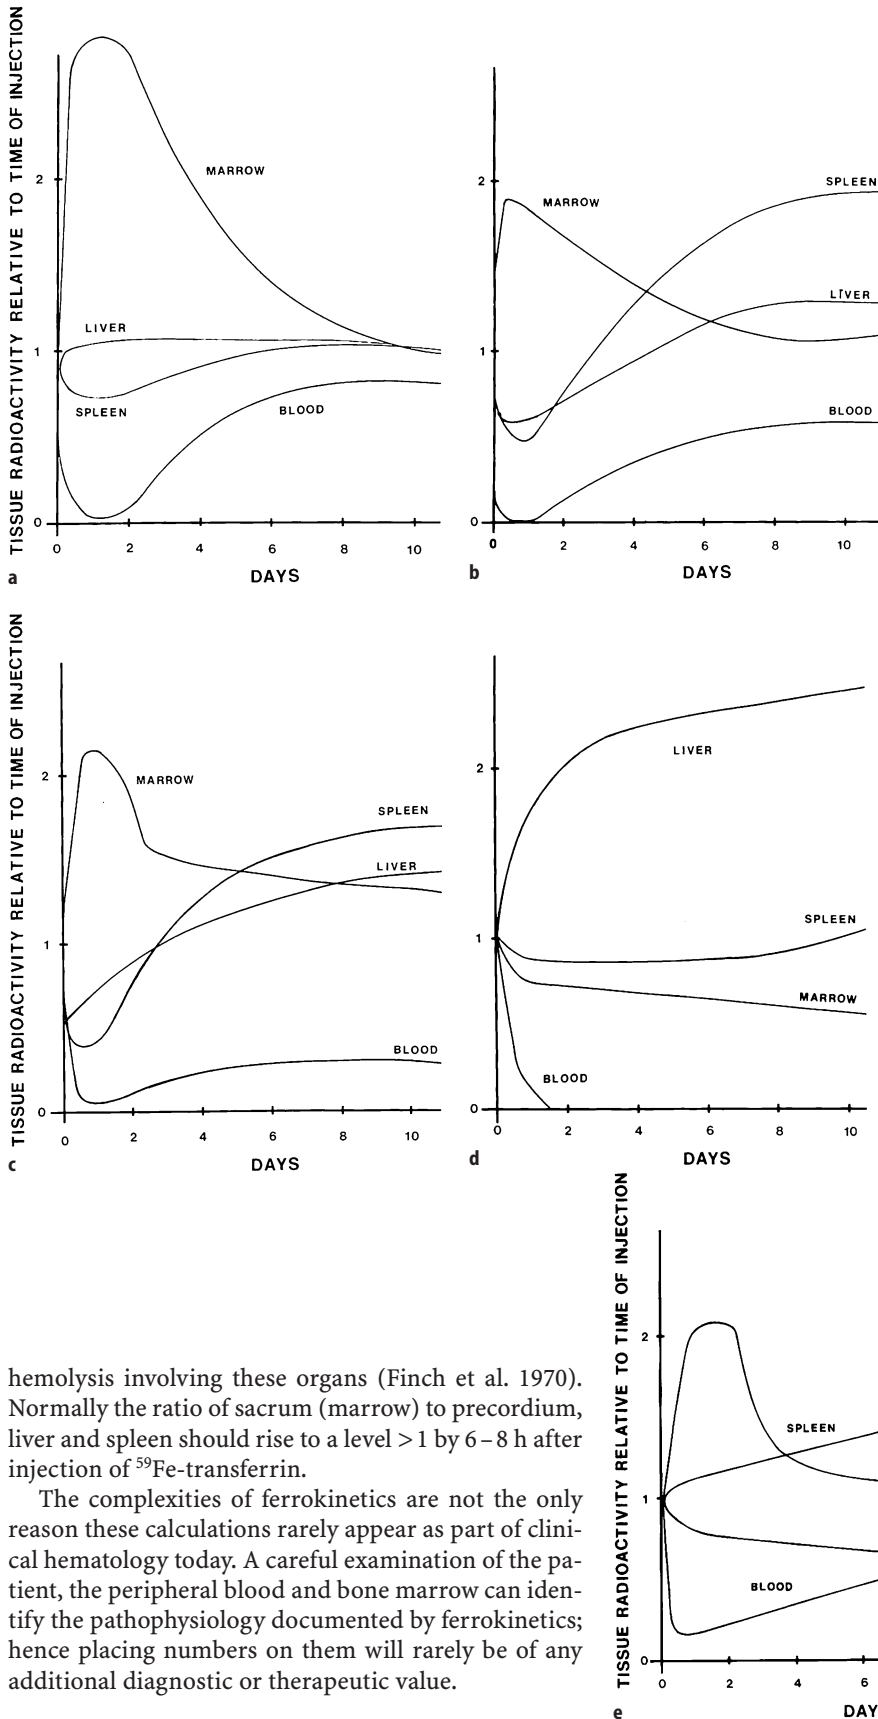 TISSUE RADIOACTIVITY RELATIVE TO TIME OF INJECTION
2
1
0
MARROW
LIVER
SPLEEN
BLOOD
0 2 4 6 8 10
DAYS
a
2
1
0
MARROW
SPLEEN
LIVER
BLOOD
0 2 4 6 8 10
DAYS
b
TISSUE RADIOACTIVITY RELATIVE TO TIME OF INJECTION
2
1
0
MARROW
SPLEEN
LIVER
BLOOD
0 2 4 6 8 10
DAYS
c
2
1
0
LIVER
SPLEEN
MARROW
BLOOD
0 2 4 6 8 10
DAYS
d
TISSUE RADIOACTIVITY RELATIVE TO TIME OF INJECTION
2
1
0
SPLEEN
BLOOD
0 2 4 6
DAY
e
hemolysis involving these organs (Finch et al. 1970).
Normally the ratio of sacrum (marrow) to precordium,
liver and spleen should rise to a level > 1 by 6–8 h after
injection of ⁵⁹Fe-transferrin.
The complexities of ferrokinetics are not the only
reason these calculations rarely appear as part of clini-
cal hematology today. A careful examination of the pa-
tient, the peripheral blood and bone marrow can iden-
tify the pathophysiology documented by ferrokinetics;
hence placing numbers on them will rarely be of any
additional diagnostic or therapeutic value.